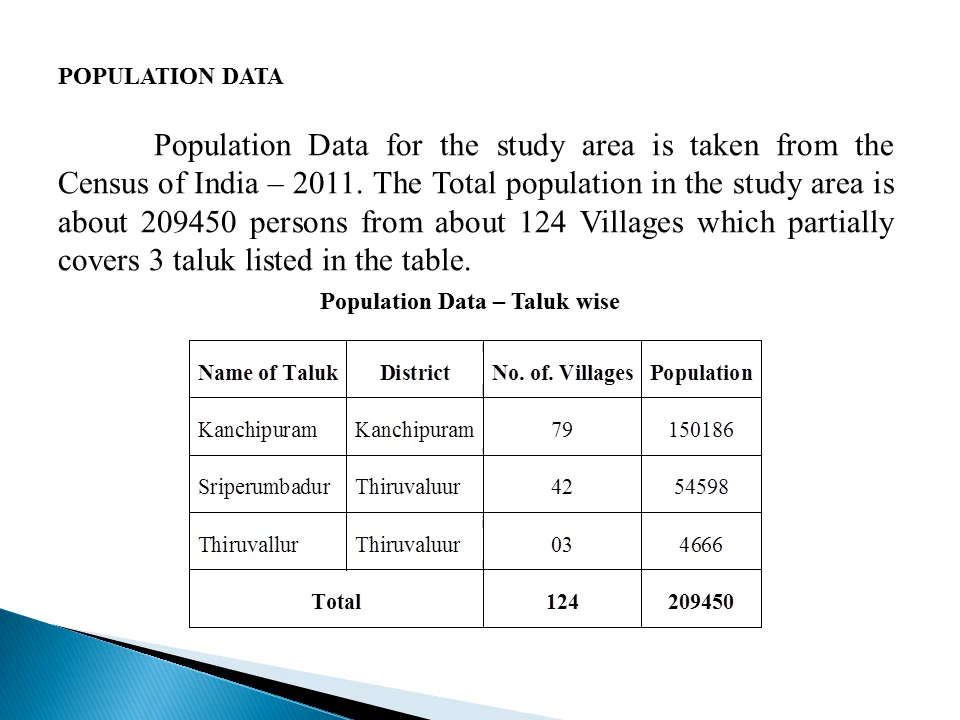 POPULATION DATA
Population Data for the study area is taken from the
Census of India – 2011. The Total population in the study area is
about 209450 persons from about 124 Villages which partially
covers 3 taluk listed in the table.
Population Data – Taluk wise
Name of Taluk District No. of. Villages Population
Kanchipuram Kanchipuram 79 150186
Sriperumbadur Thiruvaluur 42 54598
Thiruvallur Thiruvaluur 03 4666
Total 124 209450